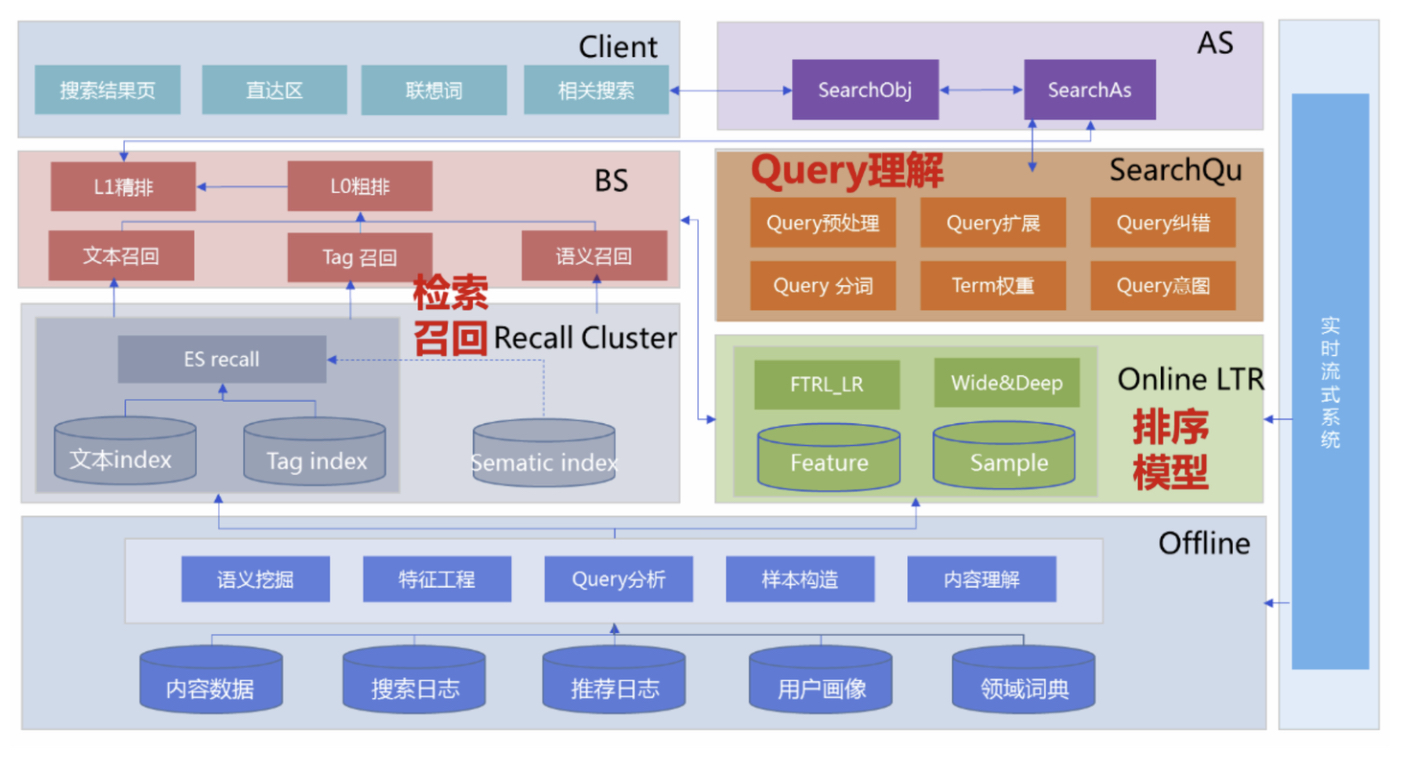 Client
搜索结果页
直达区
联想词
相关搜索
AS
SearchObj
SearchAs
BS
L1精排
L0粗排
文本召回
Tag 召回
语义召回
Query理解
SearchQu
Query预处理
Query扩展
Query纠错
Query 分词
Term权重
Query意图
检索
召回
Recall Cluster
ES recall
文本index
Tag index
Sematic index
Online LTR
FTRL_LR
Wide&Deep
Feature
Sample
排序
模型
实时流式系统
Offline
语义挖掘
特征工程
Query分析
样本构造
内容理解
内容数据
搜索日志
推荐日志
用户画像
领域词典